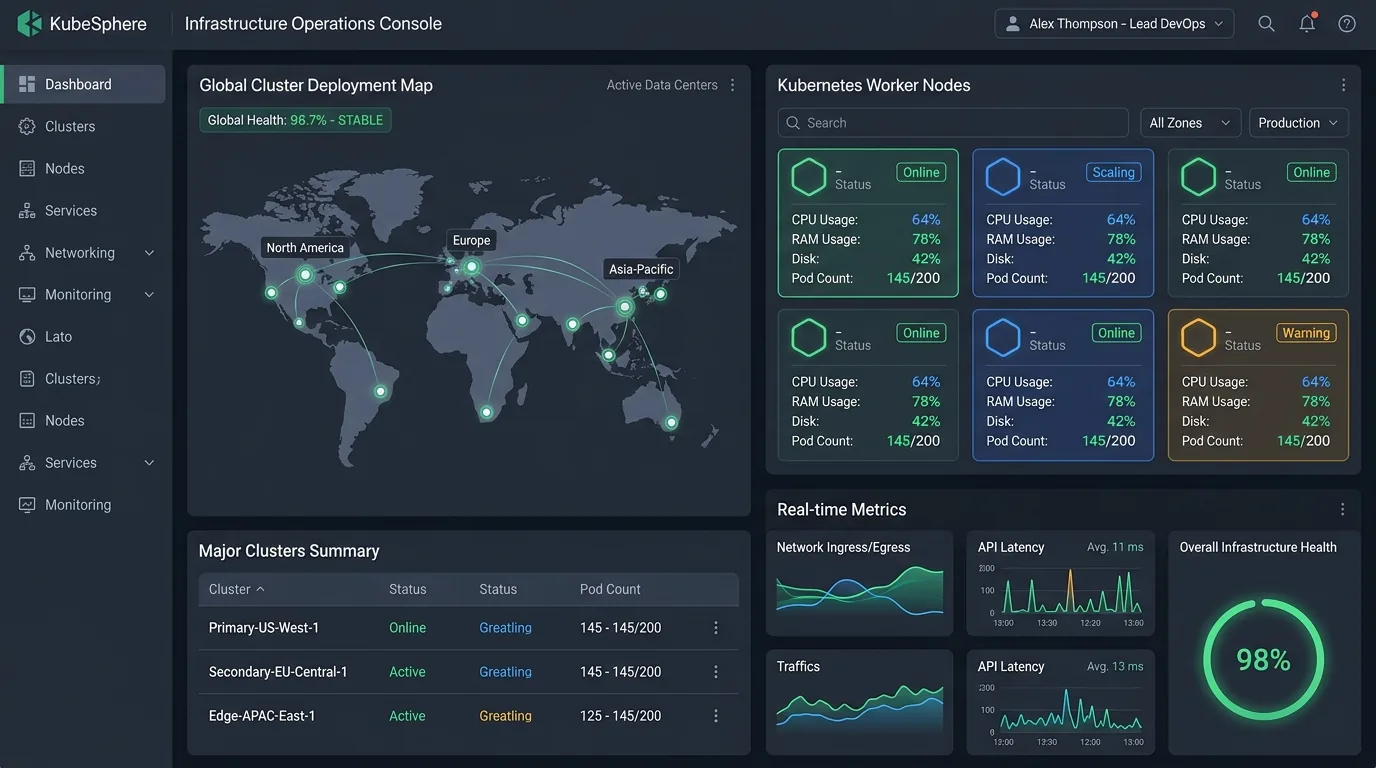 KubeSphere
Infrastructure Operations Console
Alex Thompson - Lead DevOps
Dashboard
Clusters
Nodes
Services
Networking
Monitoring
Lato
Clusters;
Nodes
Services
Monitoring
Global Cluster Deployment Map
Active Data Centers
Global Health: 96.7% - STABLE
North America
Europe
Asia-Pacific
Major Clusters Summary
Cluster Status Status Pod Count
Primary-US-West-1 Online Greatling 145 - 145/200
Secondary-EU-Central-1 Active Greatling 145 - 145/200
Edge-APAC-East-1 Active Greatling 125 - 145/200
Kubernetes Worker Nodes
Search
All Zones
Production
-
Status
Online
CPU Usage: 64%
RAM Usage: 78%
Disk: 42%
Pod Count: 145/200
-
Status
Scaling
CPU Usage: 64%
RAM Usage: 78%
Disk: 42%
Pod Count: 145/200
-
Status
Online
CPU Usage: 64%
RAM Usage: 78%
Disk: 42%
Pod Count: 145/200
-
Status
Online
CPU Usage: 64%
RAM Usage: 78%
Disk: 42%
Pod Count: 145/200
-
Status
Online
CPU Usage: 64%
RAM Usage: 78%
Disk: 42%
Pod Count: 145/200
-
Status
Warning
CPU Usage: 64%
RAM Usage: 78%
Disk: 42%
Pod Count: 145/200
Real-time Metrics
Network Ingress/Egress
API Latency
Avg. 11 ms
100
0
13:30 12:20
Traffics
API Latency
Avg. 13 ms
100
0
12:00 13:00
Overall Infrastructure Health
98%